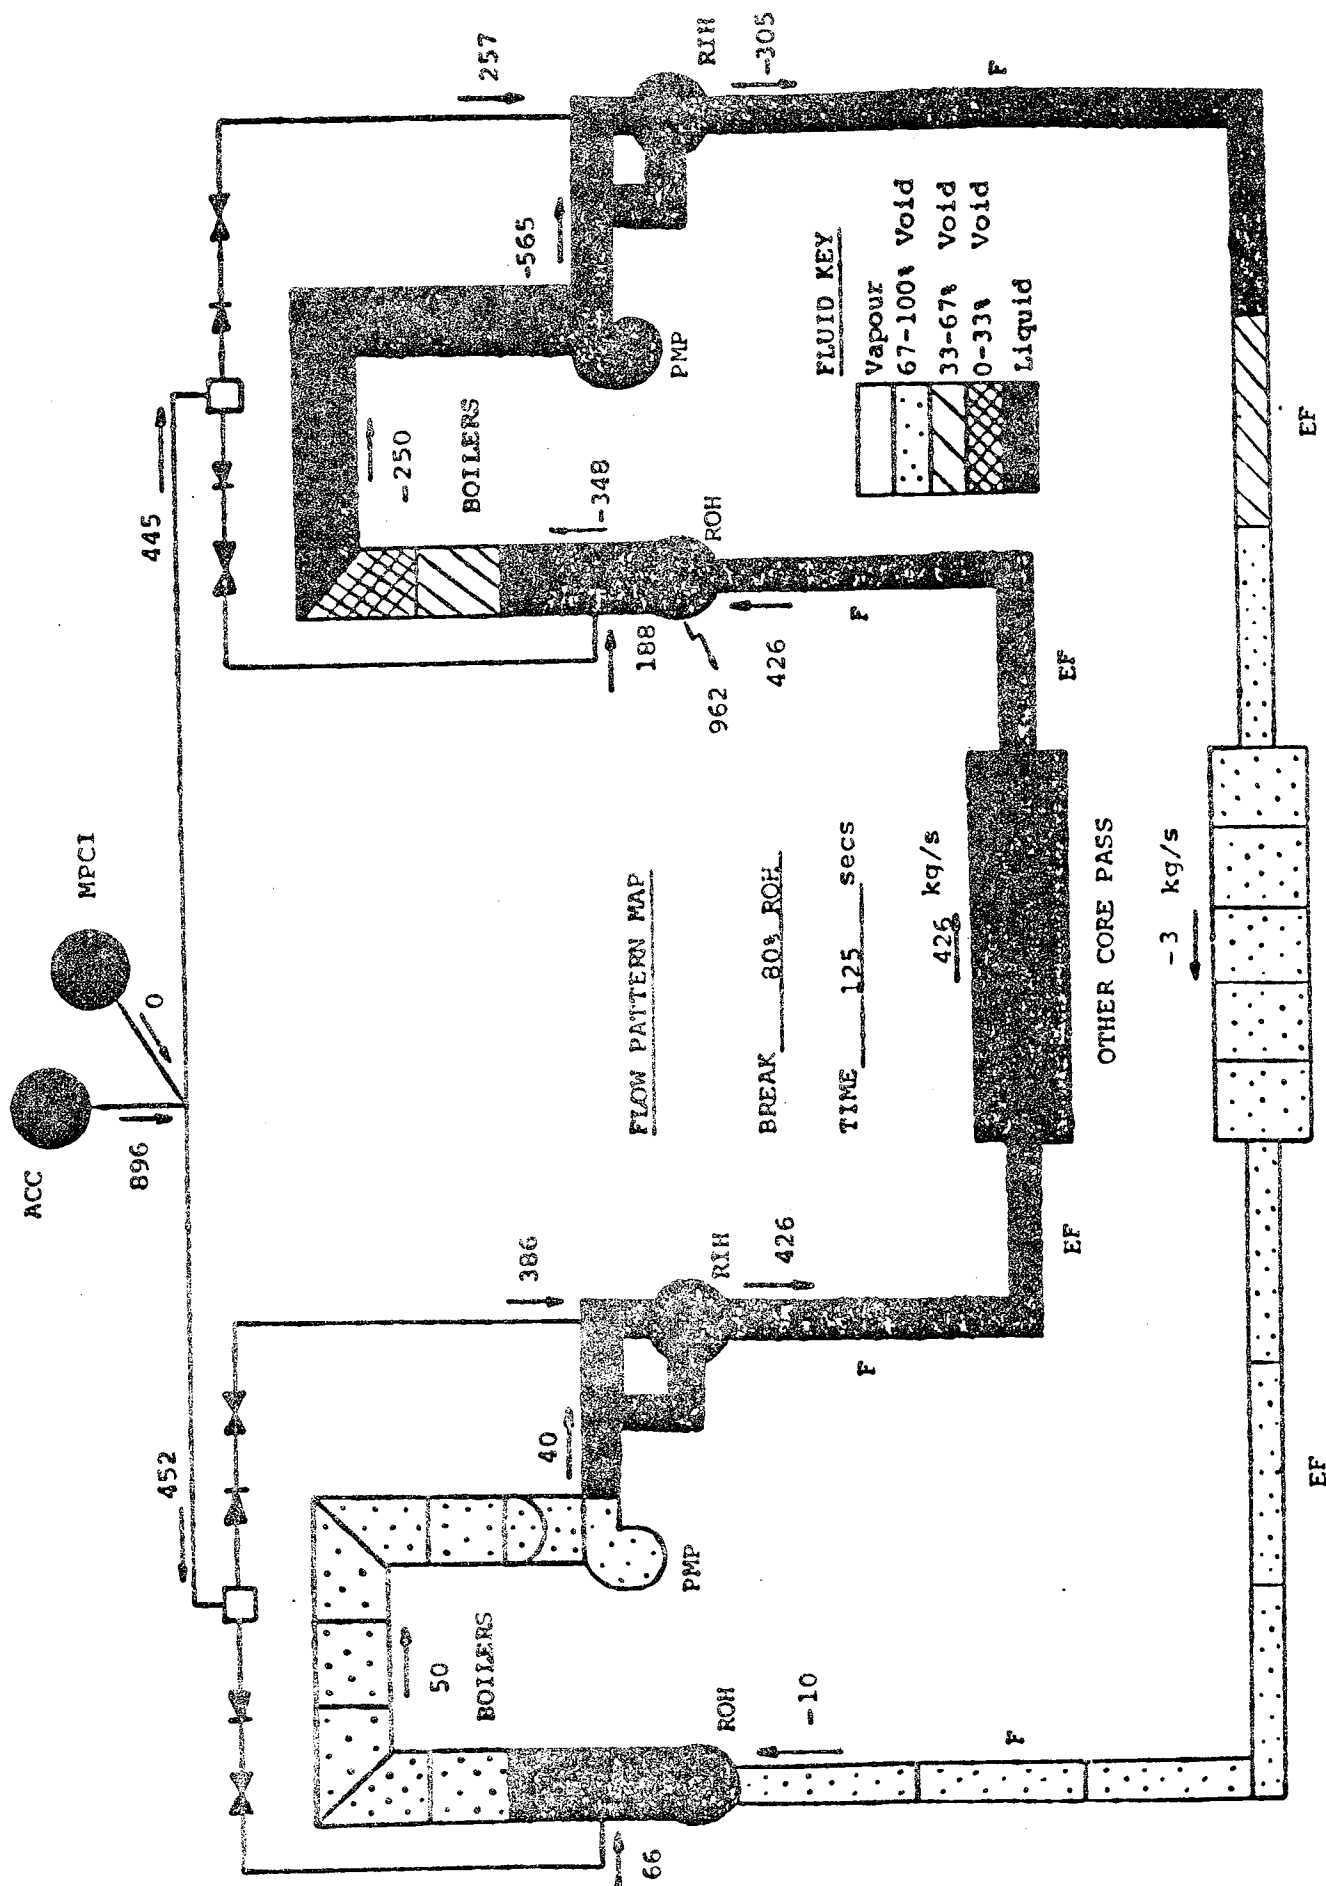 ACC
MPCI
896
0
452
445
386
257
40
-565
RIH
426
RIH
-305
50
BOILERS
PMP
-250
BOILERS
PMP
ROH
-10
66
188
-348
ROH
962
426
F
F
F
F
EF
EF
EF
EF
FLOW PATTERN MAP
BREAK 80% ROH
TIME 125 secs
426 kg/s
OTHER CORE PASS
-3 kg/s
FLUID KEY
Vapour
67-100% Void
33-67% Void
0-33% Void
Liquid